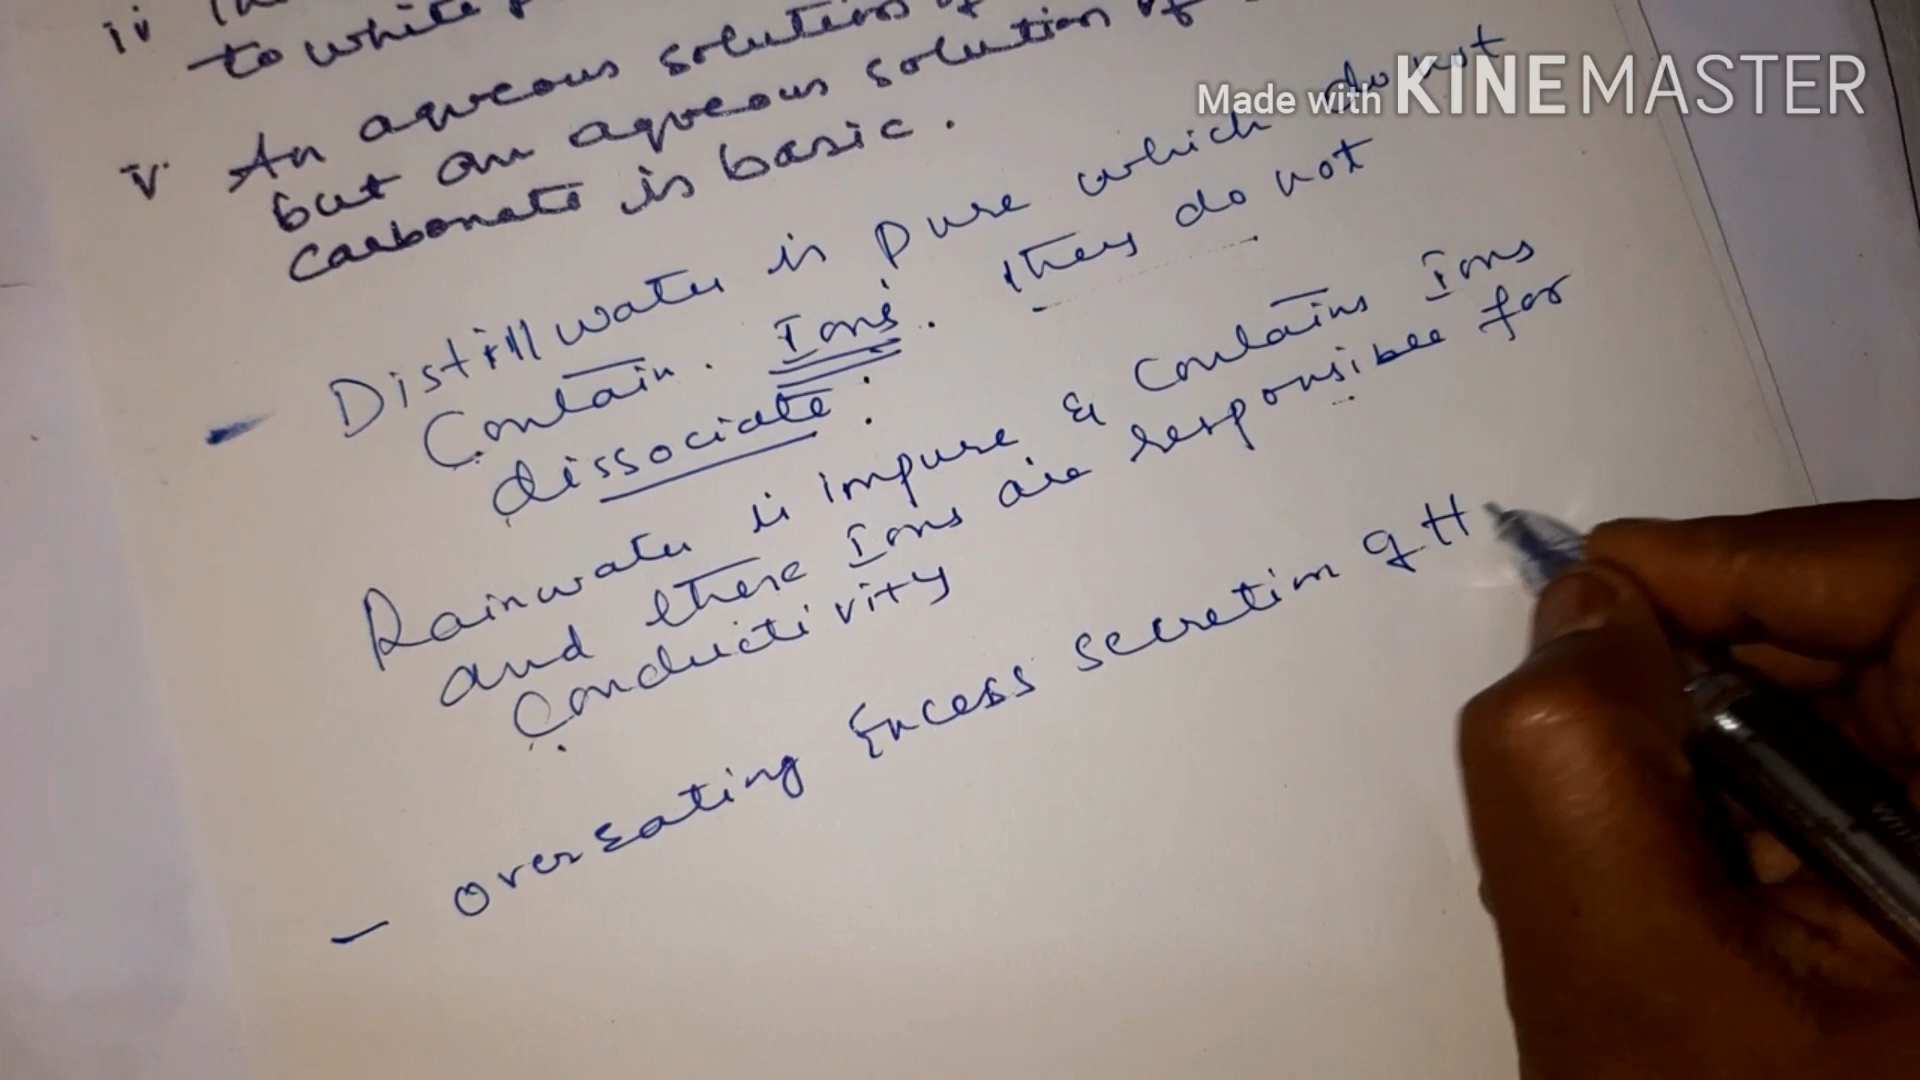 iv
to white
v An aqueous solution of
but an aqueous solution of
carbonate is basic.
- Distill water is pure which do not
Contain. Ions. they do not
dissociate.
Rainwater is impure & Contains Ions
and these Ions are responsible for
Conductivity
- overeating Excess secretion of H
Made with KINEMASTER